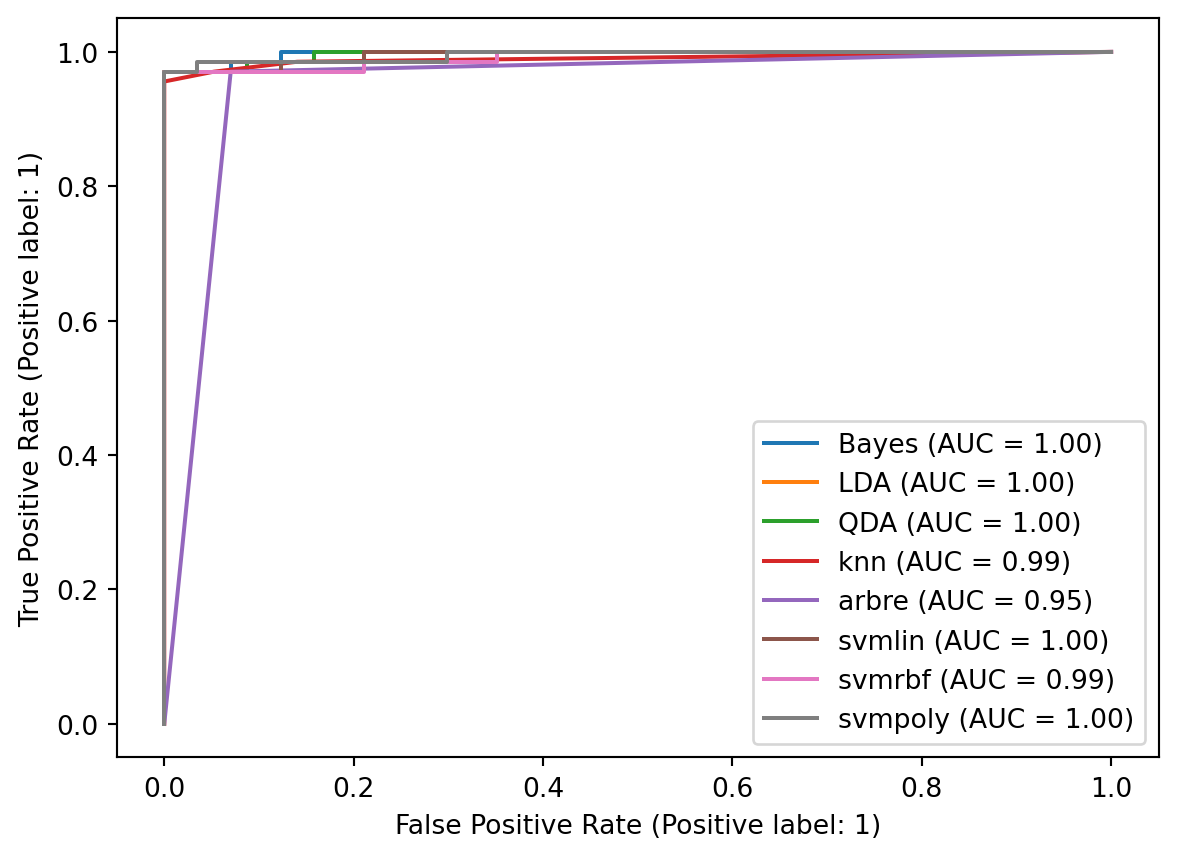 True Positive Rate (Positive label: 1)
1.0
0.8
0.6
0.4
0.2
0.0
Bayes (AUC = 1.00)
LDA (AUC = 1.00)
QDA (AUC = 1.00)
knn (AUC = 0.99)
arbre (AUC = 0.95)
svmlin (AUC = 1.00)
svmrbf (AUC = 0.99)
svmpoly (AUC = 1.00)
0.0 0.2 0.4 0.6 0.8 1.0
False Positive Rate (Positive label: 1)